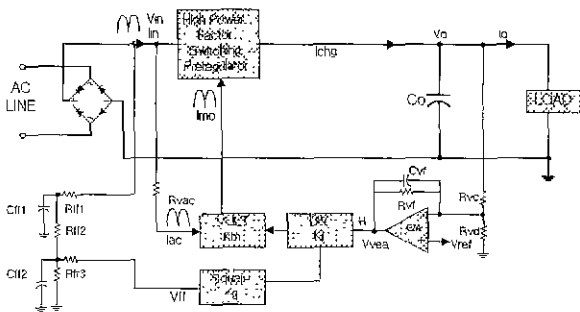 Vin
Iin
High Power
Factor
Switching
Preregulator
Ichg
Vo
Io
AC
LINE
Imo
Co
LOAD
Rvac
Iac
Cff1
Rff1
Rff2
Cff2
Rff3
Vff
Vvea
Cvf
Rvf
Vref
Rvc
Rvd